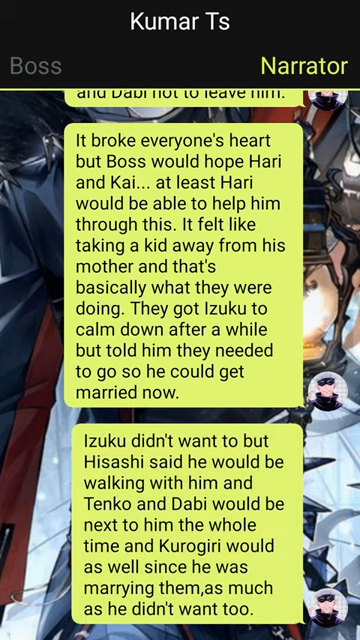 Kumar Ts
Boss
Narrator
and Dabi not to leave him.
It broke everyone's heart
but Boss would hope Hari
and Kai... at least Hari
would be able to help him
through this. It felt like
taking a kid away from his
mother and that's
basically what they were
doing. They got Izuku to
calm down after a while
but told him they needed
to go so he could get
married now.
Izuku didn't want to but
Hisashi said he would be
walking with him and
Tenko and Dabi would be
next to him the whole
time and Kurogiri would
as well since he was
marrying them,as much
as he didn't want too.